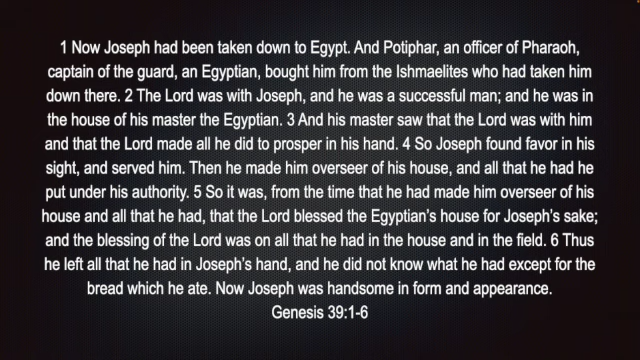 1 Now Joseph had been taken down to Egypt. And Potiphar, an officer of Pharaoh,
captain of the guard, an Egyptian, bought him from the Ishmaelites who had taken him
down there. 2 The Lord was with Joseph, and he was a successful man; and he was in
the house of his master the Egyptian. 3 And his master saw that the Lord was with him
and that the Lord made all he did to prosper in his hand. 4 So Joseph found favor in his
sight, and served him. Then he made him overseer of his house, and all that he had he
put under his authority. 5 So it was, from the time that he had made him overseer of his
house and all that he had, that the Lord blessed the Egyptian's house for Joseph's sake;
and the blessing of the Lord was on all that he had in the house and in the field. 6 Thus
he left all that he had in Joseph's hand, and he did not know what he had except for the
bread which he ate. Now Joseph was handsome in form and appearance.
Genesis 39:1-6